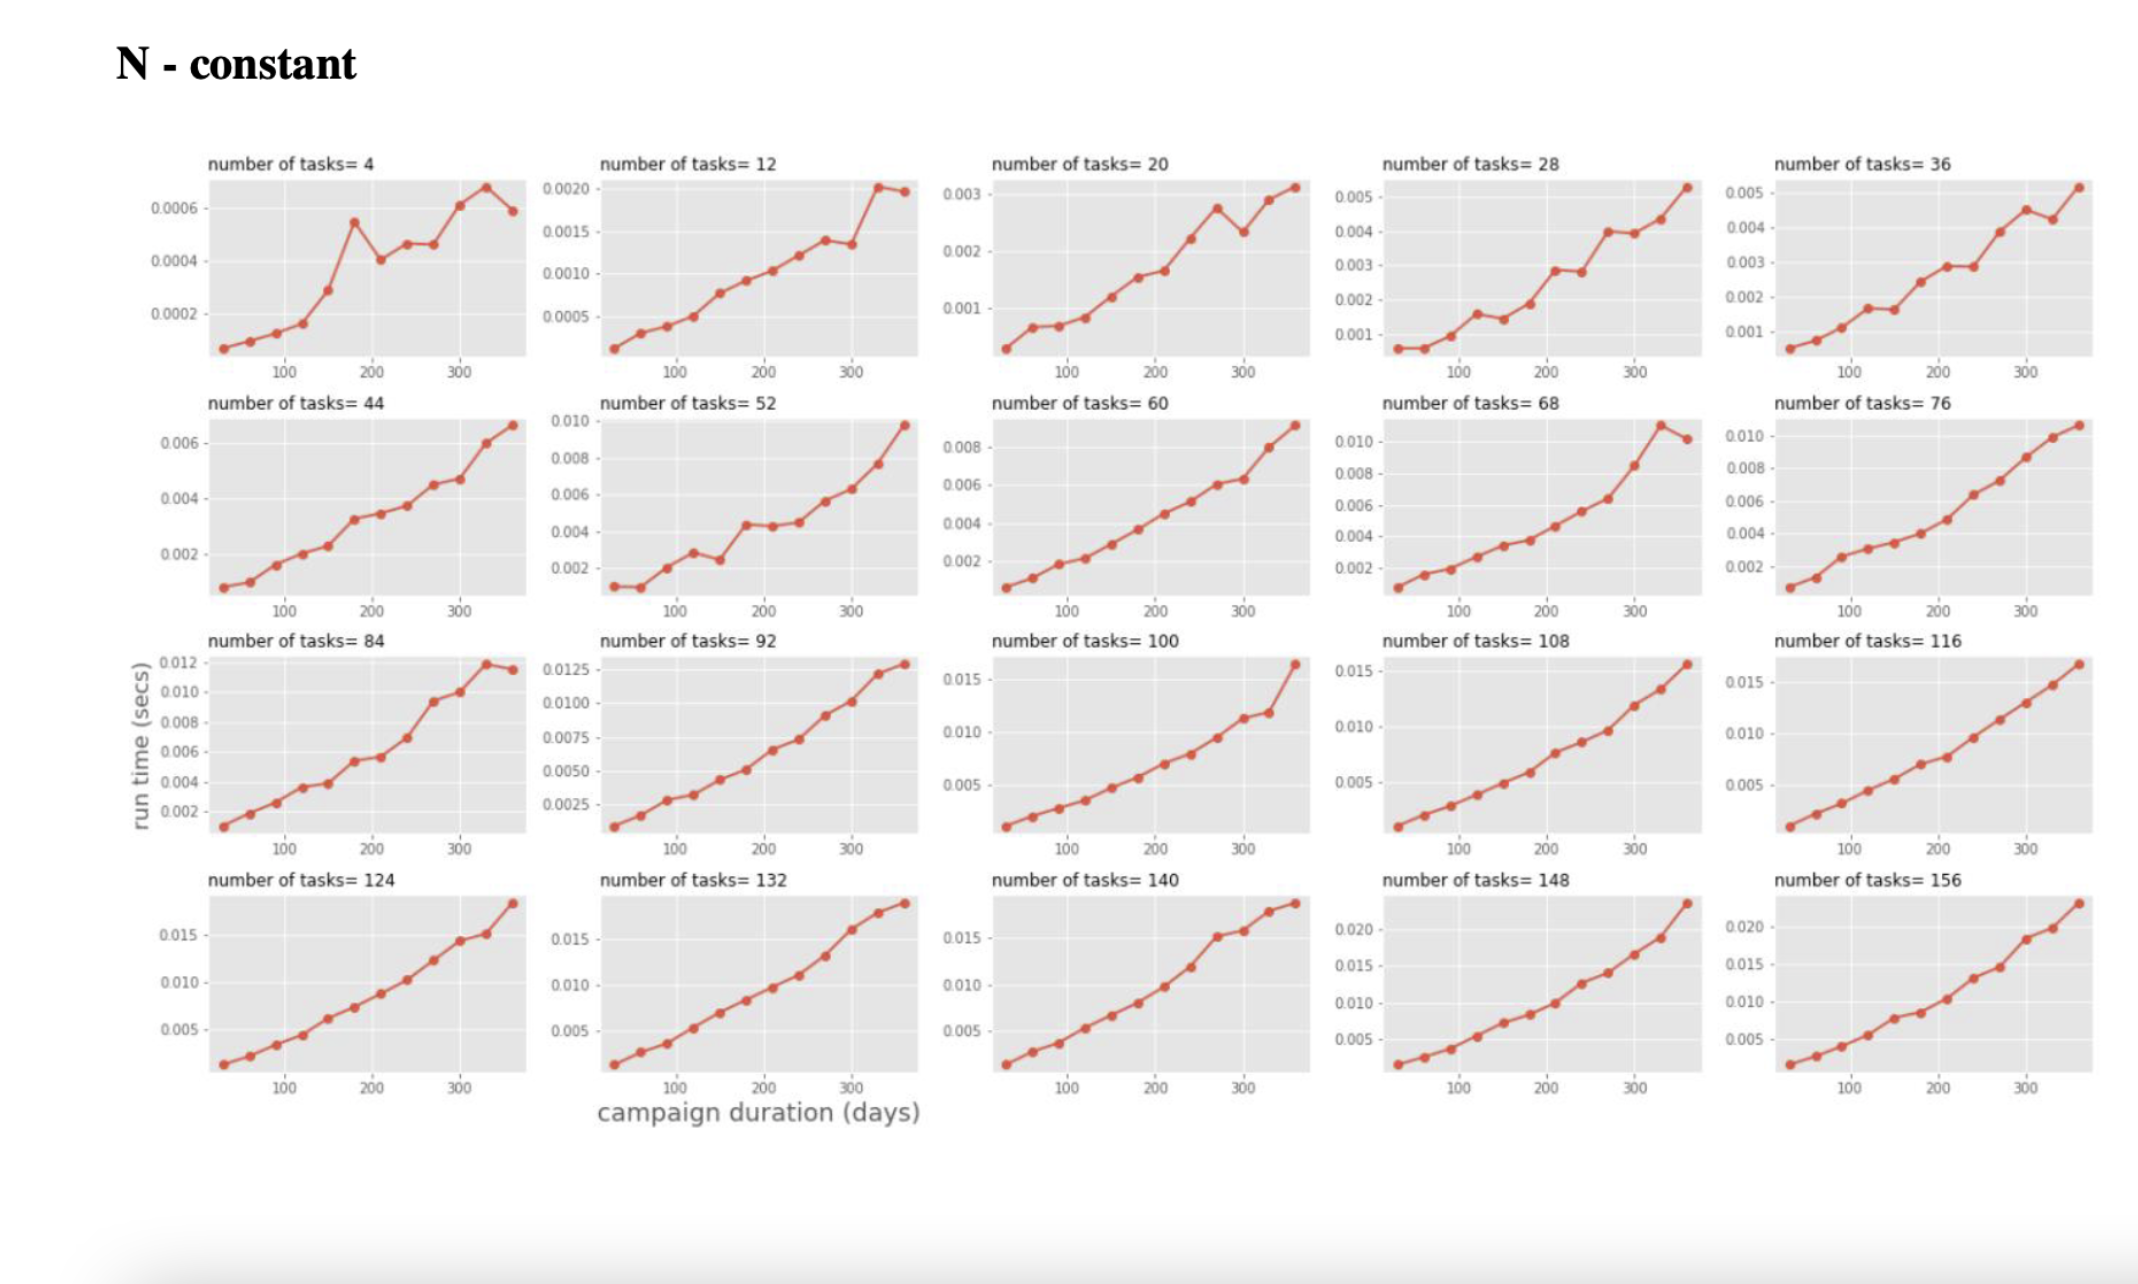 N - constant
number of tasks= 4
number of tasks= 12
number of tasks= 20
number of tasks= 28
number of tasks= 36
0.0006
0.0004
0.0002
100 200 300
0.0020
0.0015
0.0010
0.0005
100 200 300
0.003
0.002
0.001
100 200 300
0.005
0.004
0.003
0.002
0.001
100 200 300
0.005
0.004
0.003
0.002
0.001
100 200 300
number of tasks= 44
number of tasks= 52
number of tasks= 60
number of tasks= 68
number of tasks= 76
0.006
0.004
0.002
100 200 300
0.010
0.008
0.006
0.004
0.002
100 200 300
0.008
0.006
0.004
0.002
100 200 300
0.010
0.008
0.006
0.004
0.002
100 200 300
0.010
0.008
0.006
0.004
0.002
100 200 300
run time (secs)
number of tasks= 84
number of tasks= 92
number of tasks= 100
number of tasks= 108
number of tasks= 116
0.012
0.010
0.008
0.006
0.004
0.002
100 200 300
0.0125
0.0100
0.0075
0.0050
0.0025
100 200 300
0.015
0.010
0.005
100 200 300
0.015
0.010
0.005
100 200 300
0.015
0.010
0.005
100 200 300
number of tasks= 124
number of tasks= 132
number of tasks= 140
number of tasks= 148
number of tasks= 156
0.015
0.010
0.005
100 200 300
0.015
0.010
0.005
100 200 300
0.015
0.010
0.005
100 200 300
0.020
0.015
0.010
0.005
100 200 300
0.020
0.015
0.010
0.005
100 200 300
campaign duration (days)